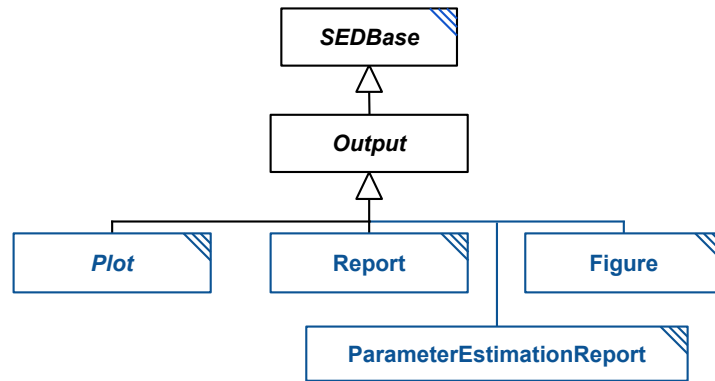 SEDBase
Output
Plot
Report
Figure
ParameterEstimationReport